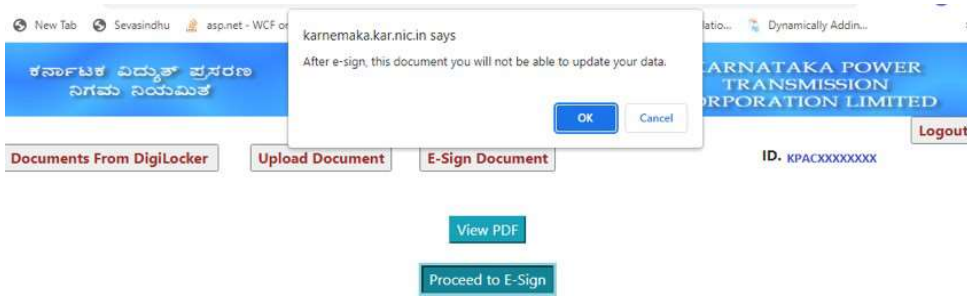 New Tab Sevasindhu asp.net - WCF or
Dynamically Addin...
karnemaka.kar.nic.in says
After e-sign, this document you will not be able to update your data.
OK Cancel
ಕರ್ನಾಟಕ ವಿದ್ಯುತ್ ಪ್ರಸರಣ
ನಿಗಮ ನಿಯಮಿತ
KARNATAKA POWER
TRANSMISSION
CORPORATION LIMITED
Logout
Documents From DigiLocker Upload Document E-Sign Document ID. KPACXXXXXXXX
View PDF
Proceed to E-Sign